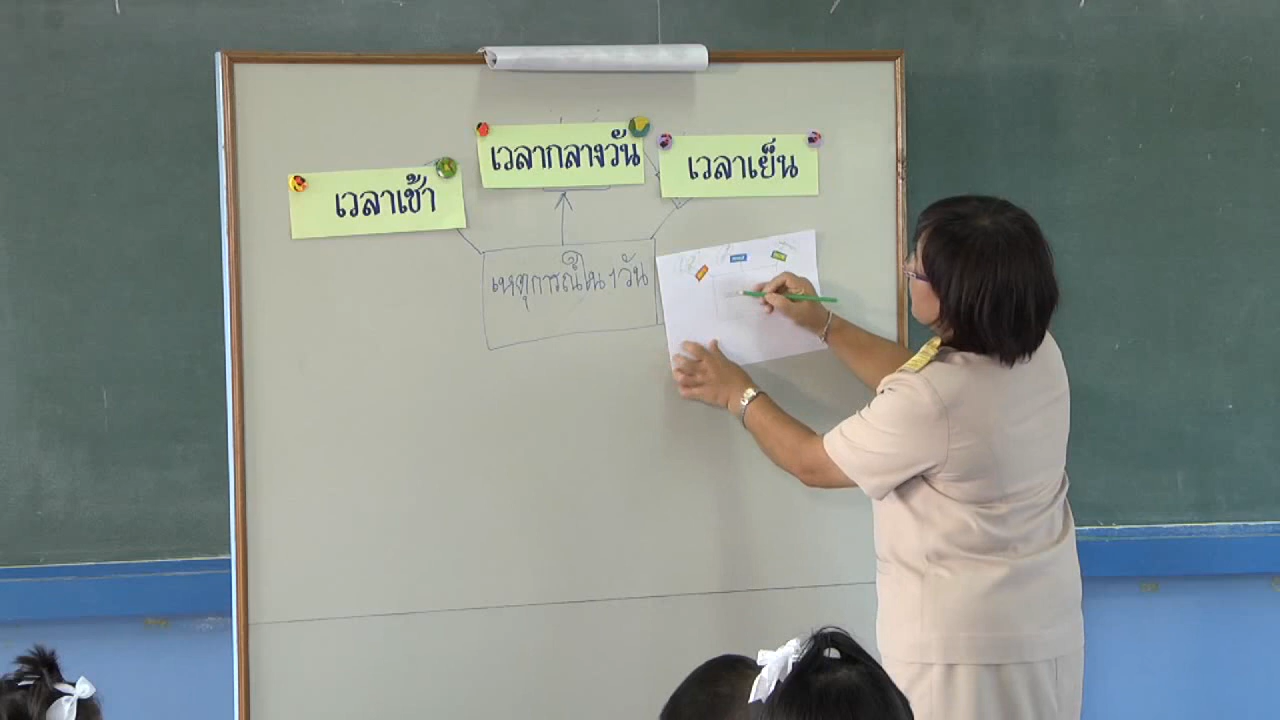 เวลาเช้า
เวลากลางวัน
เวลาเย็น
เหตุการณ์ใน 1 วัน